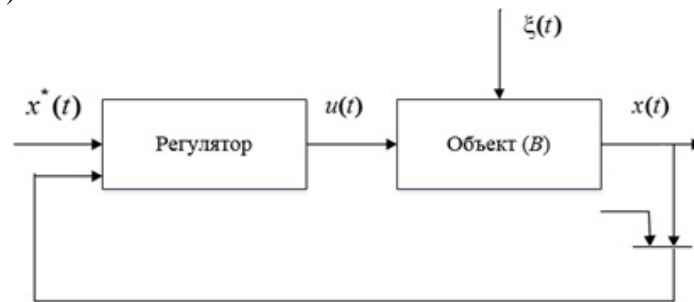 )
ξ(t)
x*(t)
u(t)
x(t)
Регулятор
Объект (B)